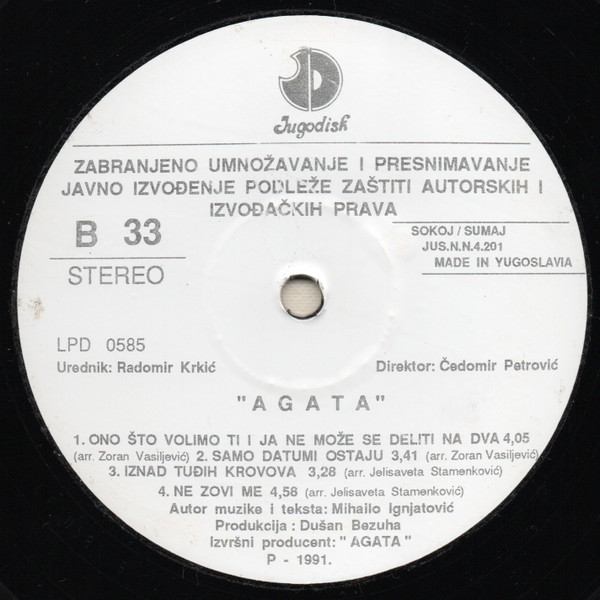 Jugodisk
ZABRANJENO UMNOŽAVANJE I PRESNIMAVANJE
JAVNO IZVOĐENJE PODLEŽE ZAŠTITI AUTORSKIH I
IZVOĐAČKIH PRAVA
B 33
STEREO
SOKOJ / SUMAJ
JUS.N.N.4.201
MADE IN YUGOSLAVIA
LPD 0585
Urednik: Radomir Krkić
Direktor: Čedomir Petrović
"AGATA"
1. ONO ŠTO VOLIMO TI I JA NE MOŽE SE DELITI NA DVA 4,05
(arr. Zoran Vasiljević) 2. SAMO DATUMI OSTAJU 3,41 (arr. Zoran Vasiljević)
3. IZNAD TUĐIH KROVOVA 3,28 (arr. Jelisaveta Stamenković)
4. NE ZOVI ME 4,58 (arr. Jelisaveta Stamenković)
Autor muzike i teksta: Mihailo Ignjatović
Produkcija : Dušan Bezuha
Izvršni producent: " AGATA "
P - 1991.